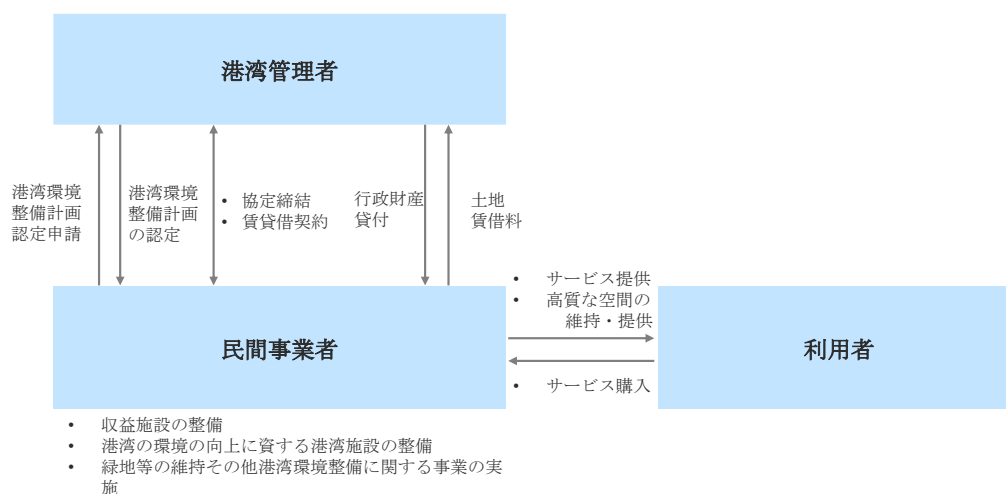 港湾管理者
港湾環境
整備計画
認定申請
港湾環境
整備計画
の認定
• 協定締結
• 賃貸借契約
行政財産
貸付
土地
賃借料
• サービス提供
• 高質な空間の
維持・提供
民間事業者
利用者
• サービス購入
• 収益施設の整備
• 港湾の環境の向上に資する港湾施設の整備
• 緑地等の維持その他港湾環境整備に関する事業の実
施